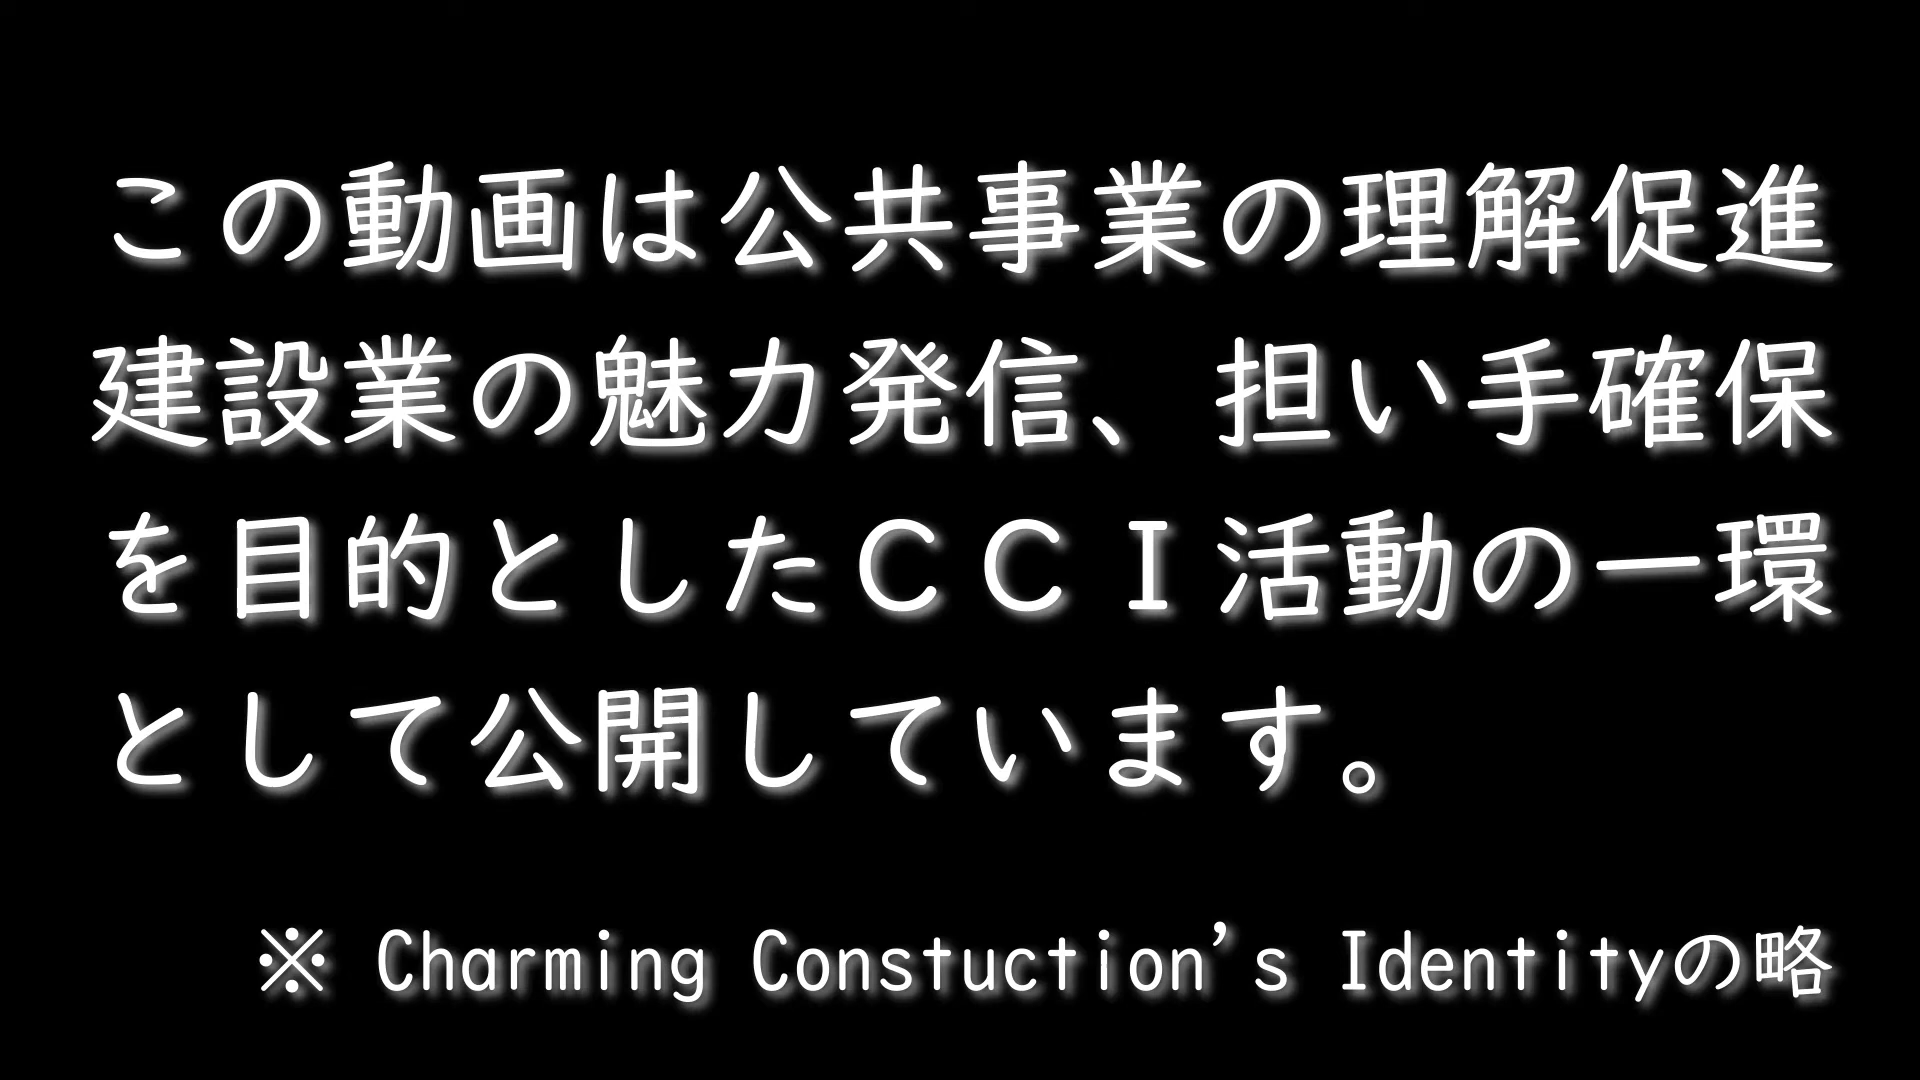 この動画は公共事業の理解促進
建設業の魅力発信、担い手確保
を目的としたＣＣＩ活動の一環
として公開しています。
※ Charming Constuction’s Identityの略